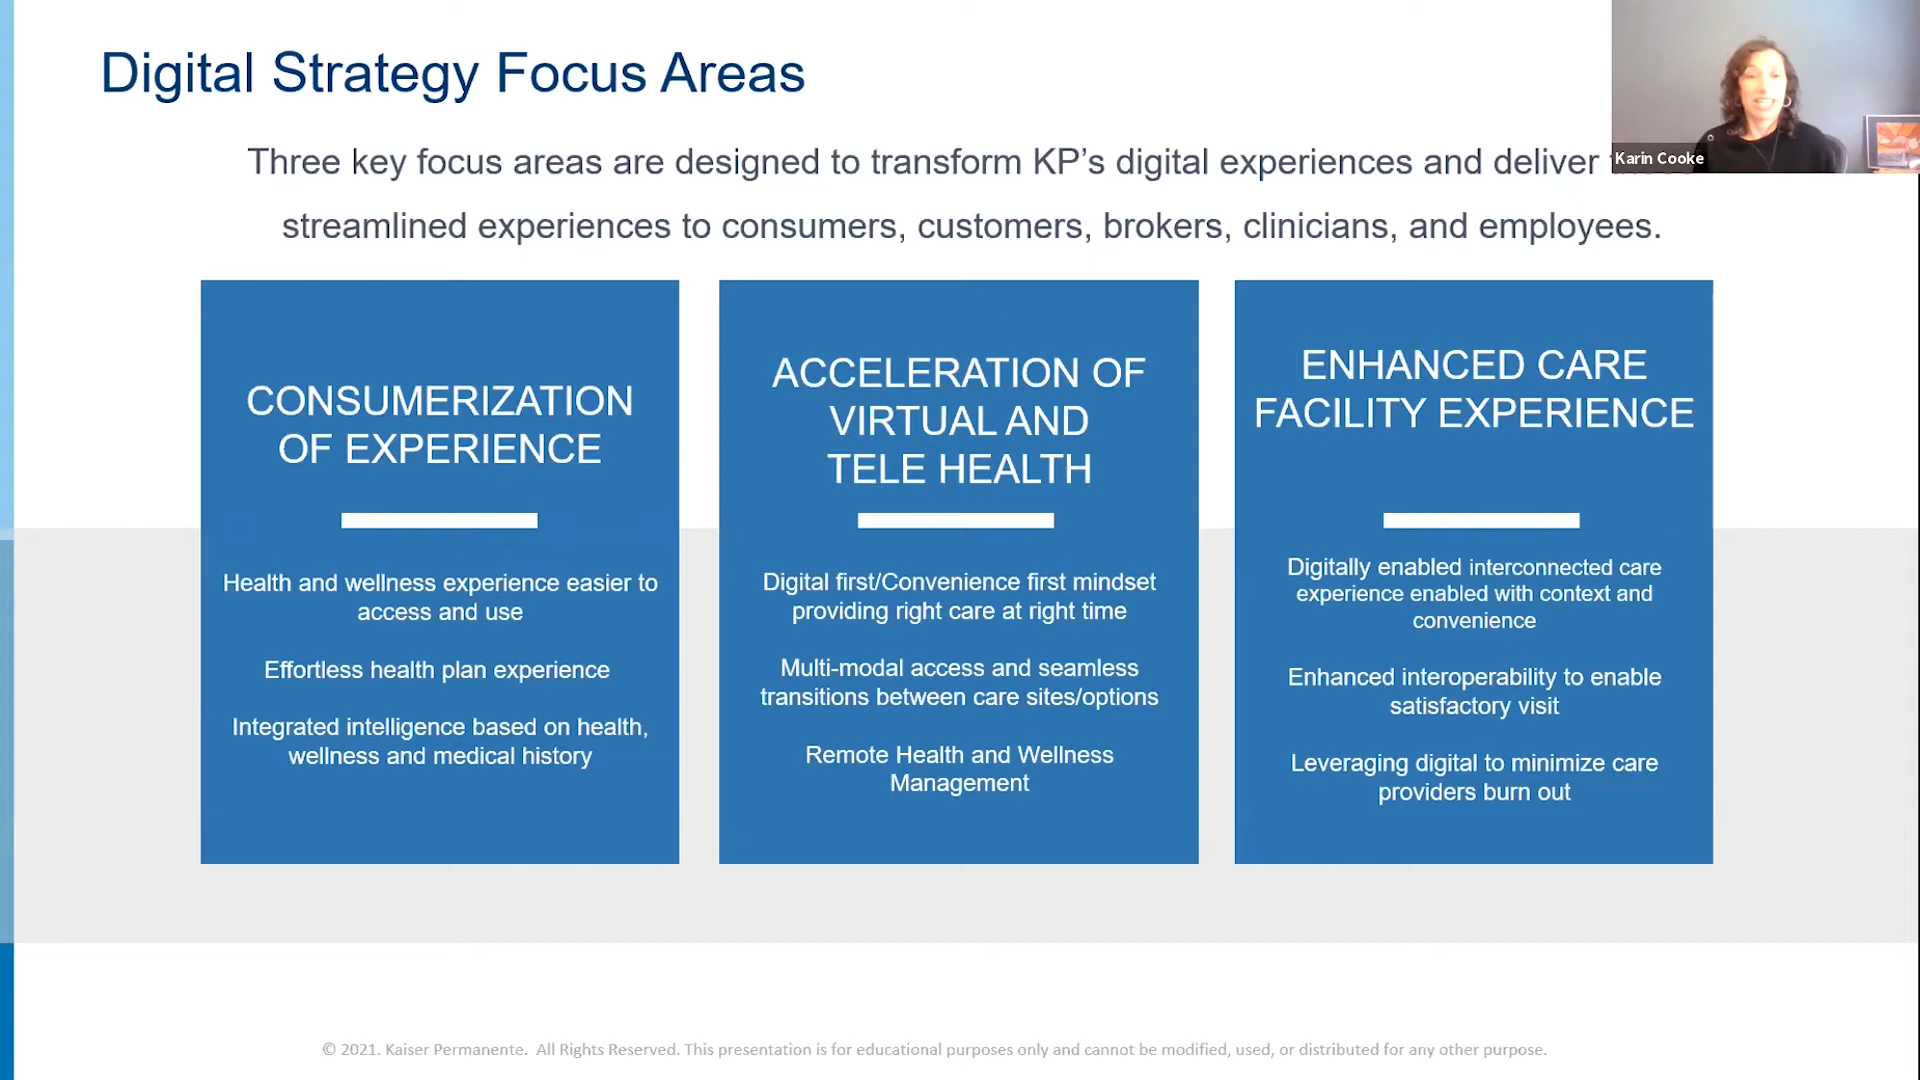 Digital Strategy Focus Areas
Three key focus areas are designed to transform KP's digital experiences and deliver
streamlined experiences to consumers, customers, brokers, clinicians, and employees.
Karin Cooke
CONSUMERIZATION
OF EXPERIENCE
Health and wellness experience easier to
access and use
Effortless health plan experience
Integrated intelligence based on health,
wellness and medical history
ACCELERATION OF
VIRTUAL AND
TELE HEALTH
Digital first/Convenience first mindset
providing right care at right time
Multi-modal access and seamless
transitions between care sites/options
Remote Health and Wellness
Management
ENHANCED CARE
FACILITY EXPERIENCE
Digitally enabled interconnected care
experience enabled with context and
convenience
Enhanced interoperability to enable
satisfactory visit
Leveraging digital to minimize care
providers burn out
© 2021. Kaiser Permanente. All Rights Reserved. This presentation is for educational purposes only and cannot be modified, used, or distributed for any other purpose.